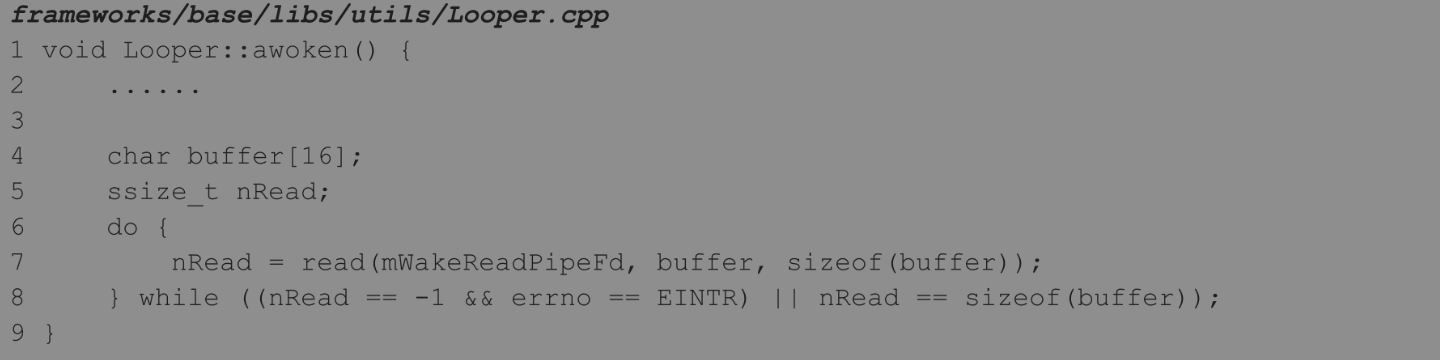 frameworks/base/libs/utils/Looper.cpp
1 void Looper::awoken() {
2     ......
3
4     char buffer[16];
5     ssize_t nRead;
6     do {
7         nRead = read(mWakeReadPipeFd, buffer, sizeof(buffer));
8     } while ((nRead == -1 && errno == EINTR) || nRead == sizeof(buffer));
9 }